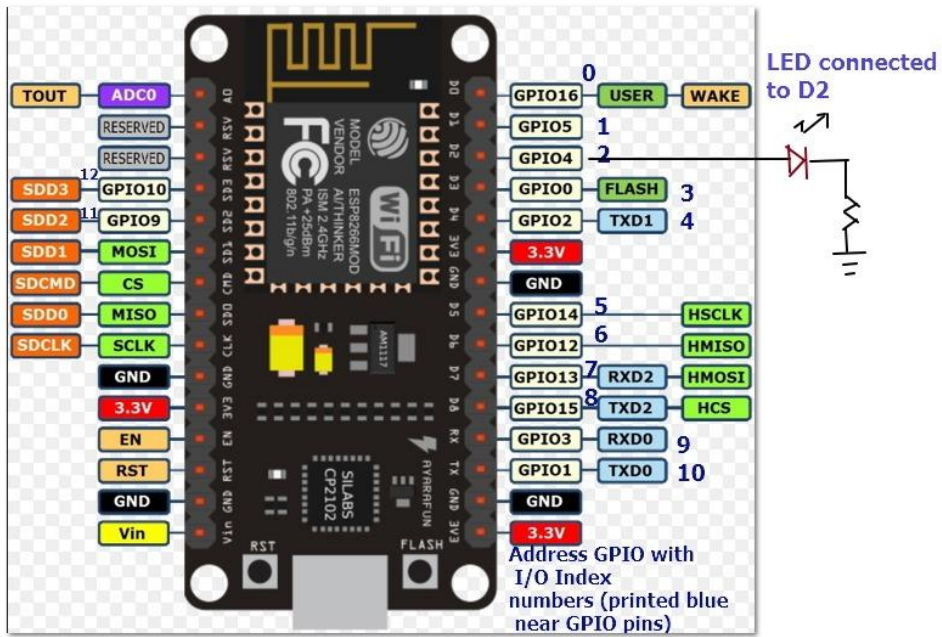 0
LED connected
to D2
TOUT ADC0 A0 D0 GPIO16 USER WAKE
RESERVED RSV D1 GPIO5 1
RESERVED RSV D2 GPIO4 2
12
SDD3 GPIO10 SD3 D3 GPIO0 FLASH 3
SDD2 11 GPIO9 SD2 D4 GPIO2 TXD1 4
SDD1 MOSI SD1 3V3 3.3V
SDCMD CS CMD GND GND
SDD0 MISO SD0 D5 GPIO14 5 HSCLK
SDCLK SCLK CLK D6 GPIO12 6 HMISO
GND GND D7 GPIO13 7 RXD2 HMOSI
3.3V 3V3 D8 GPIO15 8 TXD2 HCS
EN EN RX GPIO3 RXD0 9
RST RST TX GPIO1 TXD0 10
GND GND GND GND
Vin Vin 3V3 3.3V
MODEL ESP8266MOD
VENDOR AI/THINKER
ISM 2.4GHz
PA +25dBm
802.11b/g/n
FC
WiFi
AM1117
SILABS
CP2102
AYARAFUN
RST
FLASH
Address GPIO with
I/O Index
numbers (printed blue
near GPIO pins)